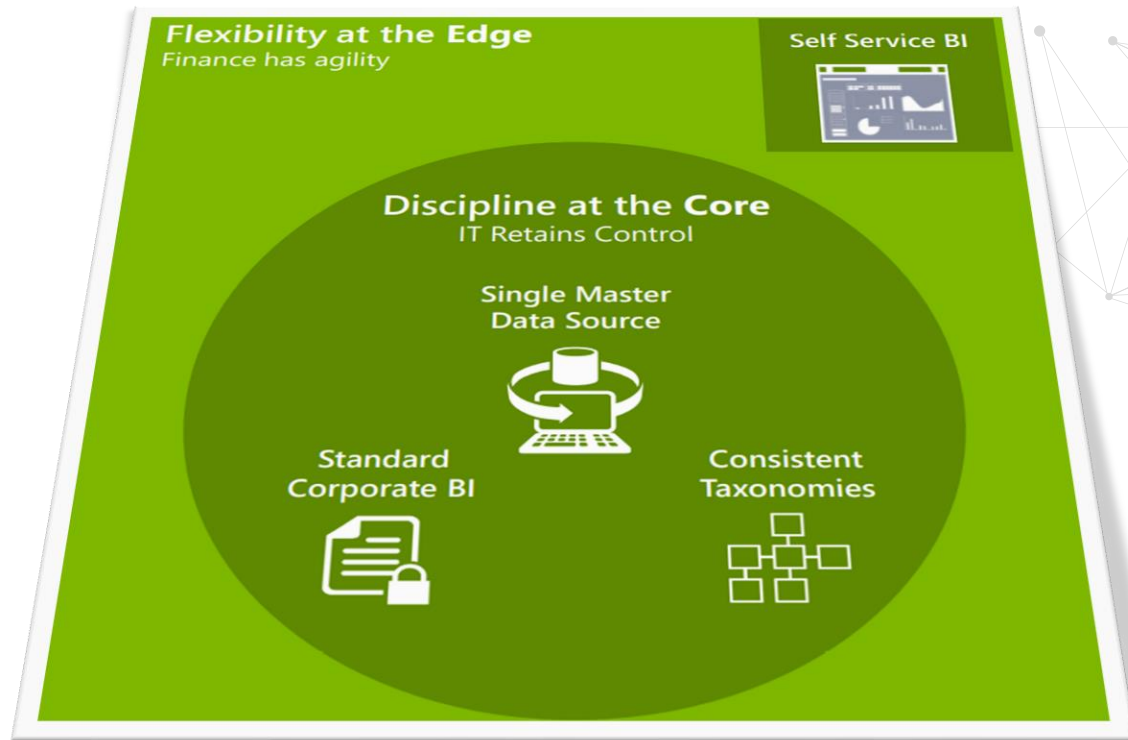 Flexibility at the Edge
Finance has agility
Self Service BI
Discipline at the Core
IT Retains Control
Single Master
Data Source
Standard
Corporate BI
Consistent
Taxonomies